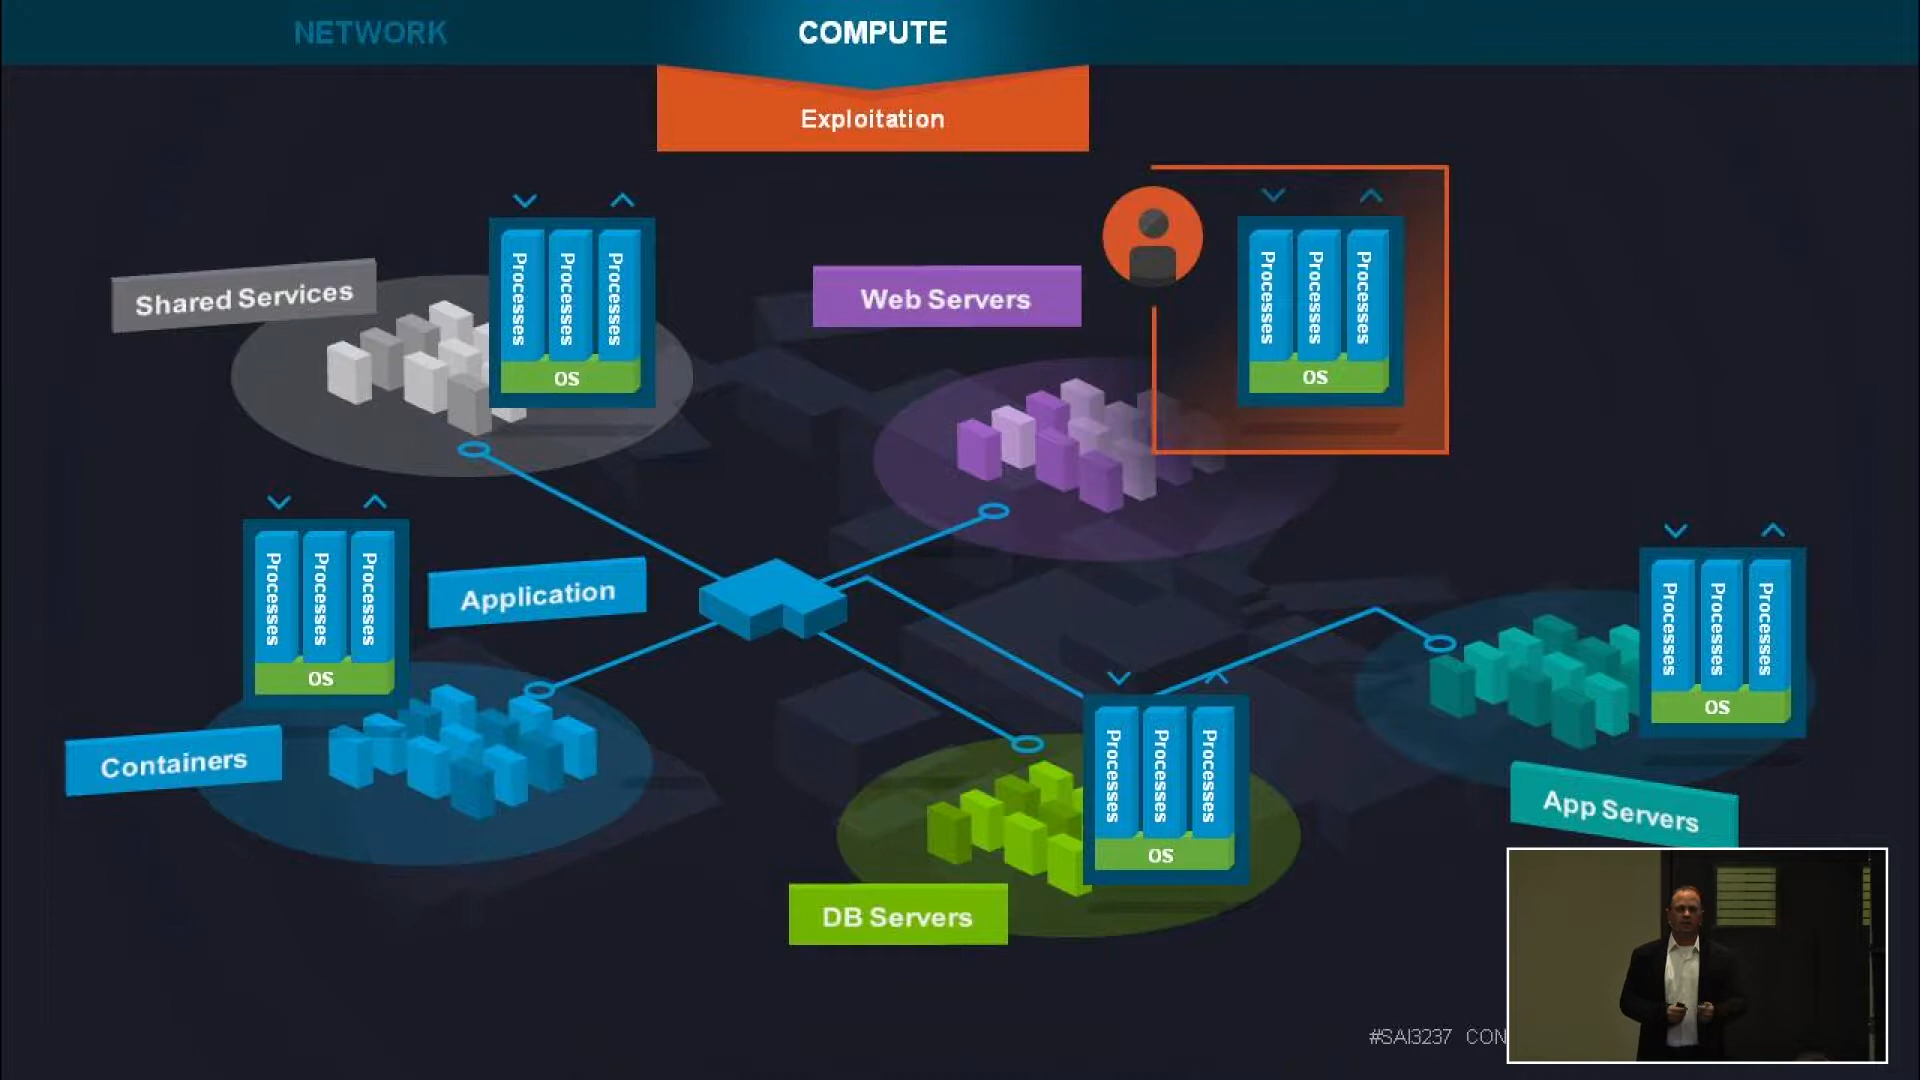 NETWORK
COMPUTE
Exploitation
Shared Services
Processes
Processes
Processes
OS
Web Servers
Processes
Processes
Processes
OS
Processes
Processes
Processes
OS
Application
Processes
Processes
Processes
OS
Containers
Processes
Processes
Processes
OS
App Servers
DB Servers
#SAI3237 CON